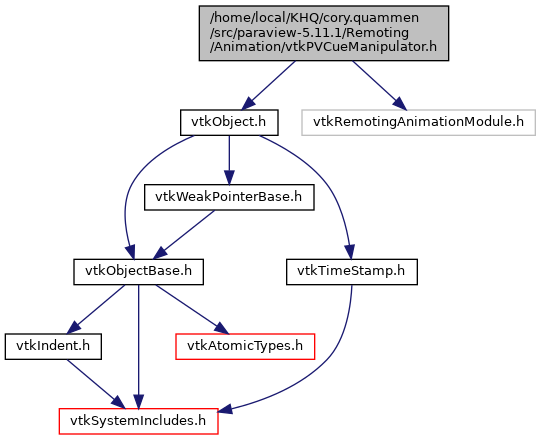 /home/local/KHQ/cory.quammen
/src/paraview-5.11.1/Remoting
/Animation/vtkPVCueManipulator.h
vtkObject.h
vtkRemotingAnimationModule.h
vtkWeakPointerBase.h
vtkObjectBase.h
vtkTimeStamp.h
vtkIndent.h
vtkAtomicTypes.h
vtkSystemIncludes.h